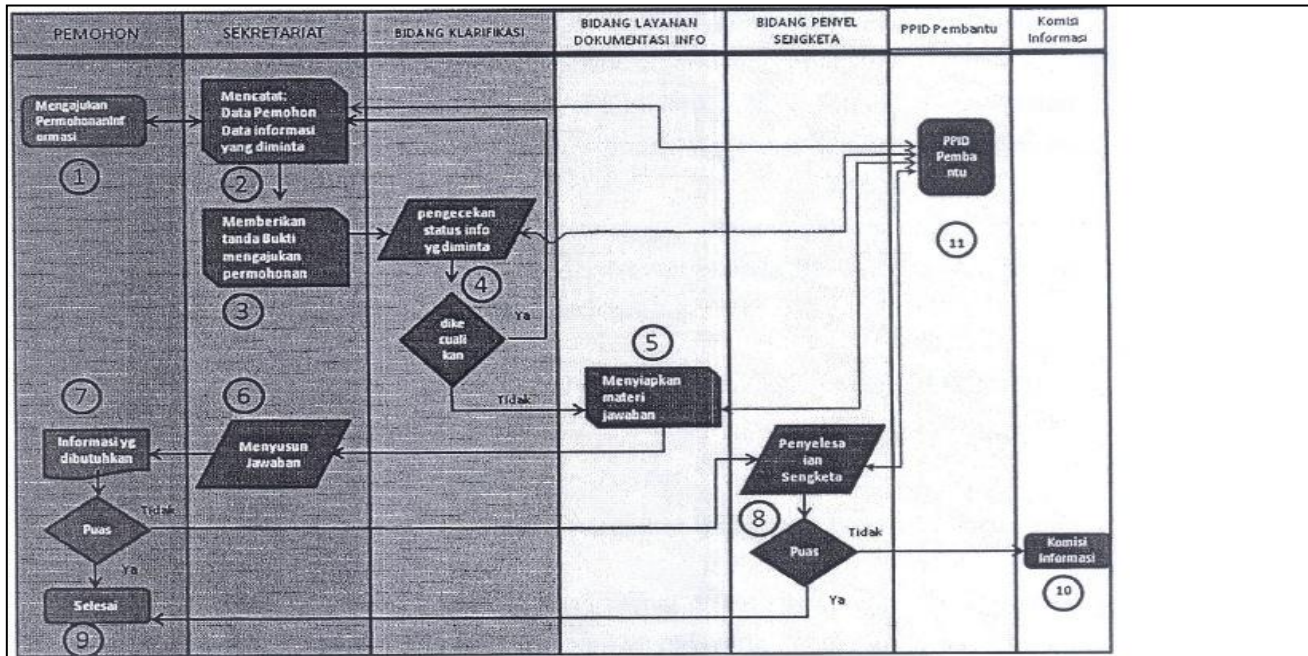 PEMOHON
SEKRETARIAT
BIDANG KLARIFIKASI
BIDANG LAYANAN
DOKUMENTASI INFO
BIDANG PENYEL
SENGKETA
PPID Pembantu
Komisi
Informasi
Mengajukan
PermohonanInf
ormasi
1
Mencatat:
Data Pemohon
Data informasi
yang diminta
2
Memberikan
tanda Bukti
mengajukan
permohonan
3
pengecekan
status info
yg diminta
4
dike
cuali
kan
Ya
Tidak
5
Menyiapkan
materi
jawaban
PPID
Pemba
ntu
11
6
Menyusun
Jawaban
7
Informasi yg
dibutuhkan
Puas
Tidak
Ya
Selesai
9
Penyelesa
ian
Sengketa
8
Puas
Tidak
Ya
Komisi
Informasi
10